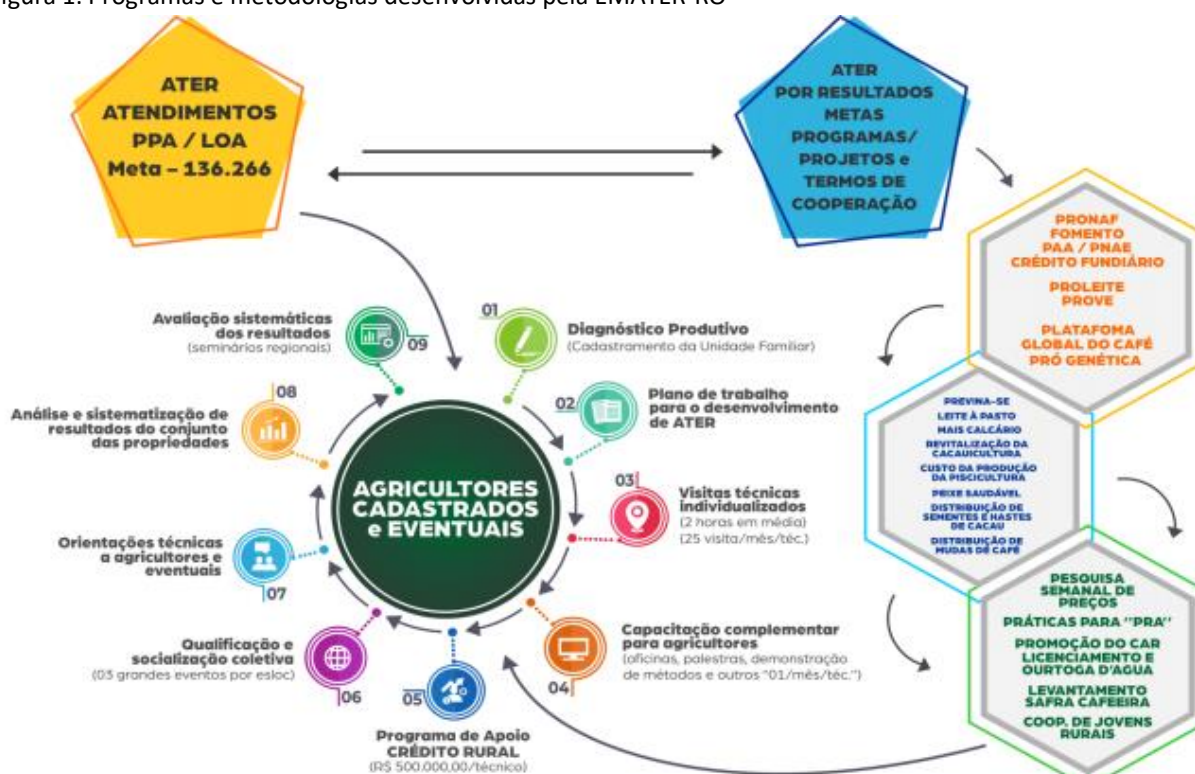 Figura 1: Programas e metodologias desenvolvidas pela EMATER-RO
ATER
ATENDIMENTOS
PPA / LOA
Meta – 136.266
ATER
POR RESULTADOS
METAS
PROGRAMAS/
PROJETOS e
TERMOS DE
COOPERAÇÃO
PRONAF
FOMENTO
PAA / PNAE
CRÉDITO FUNDIÁRIO
PROLEITE
PROVE
PLATAFOMA
GLOBAL DO CAFÉ
PRÓ GENÉTICA
PREVINA-SE
LEITE À PASTO
MAIS CALCÁRIO
REVITALIZAÇÃO DA
CACAUICULTURA
CUSTO DA PRODUÇÃO
DA PISCICULTURA
PEIXE SAUDÁVEL
DISTRIBUIÇÃO DE
SEMENTES E HASTES
DE CACAU
DISTRIBUIÇÃO DE
MUDAS DE CAFÉ
PESQUISA
SEMANAL DE
PREÇOS
PRÁTICAS PARA "PRA"
PROMOÇÃO DO CAR
LICENCIAMENTO E
OURTOGA D'AGUA
LEVANTAMENTO
SAFRA CAFEEIRA
COOP. DE JOVENS
RURAIS
AGRICULTORES
CADASTRADOS
e EVENTUAIS
01
Diagnóstico Produtivo
(Cadastramento da Unidade Familiar)
02
Plano de trabalho
para o desenvolvimento
de ATER
03
Visitas técnicas
individualizados
(2 horas em média)
(25 visita/mês/téc.)
04
Capacitação complementar
para agricultores
(oficinas, palestras, demonstração
de métodos e outros "01/mês/téc.")
05
Programa de Apoio
CRÉDITO RURAL
(R$ 500.000,00/técnico)
06
Qualificação e
socialização coletiva
(03 grandes eventos por esloc)
07
Orientações técnicas
a agricultores e
eventuais
08
Análise e sistematização de
resultados do conjunto
das propriedades
09
Avaliação sistemáticas
dos resultados
(seminários regionais)